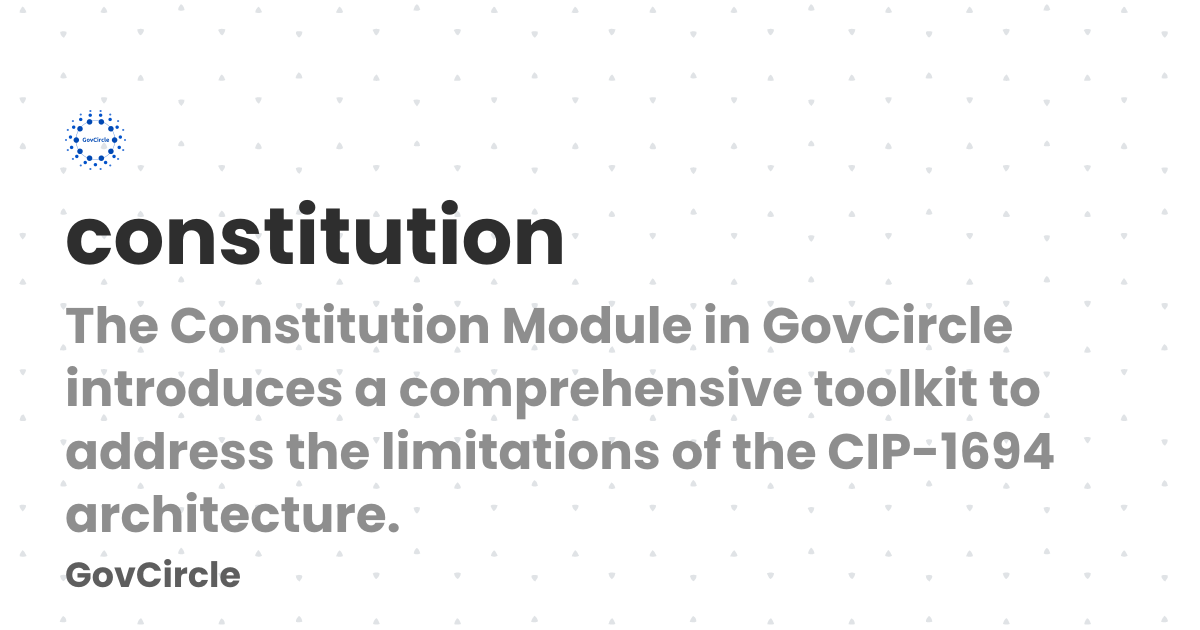 GovCircle
constitution
The Constitution Module in GovCircle
introduces a comprehensive toolkit to
address the limitations of the CIP-1694
architecture.
GovCircle